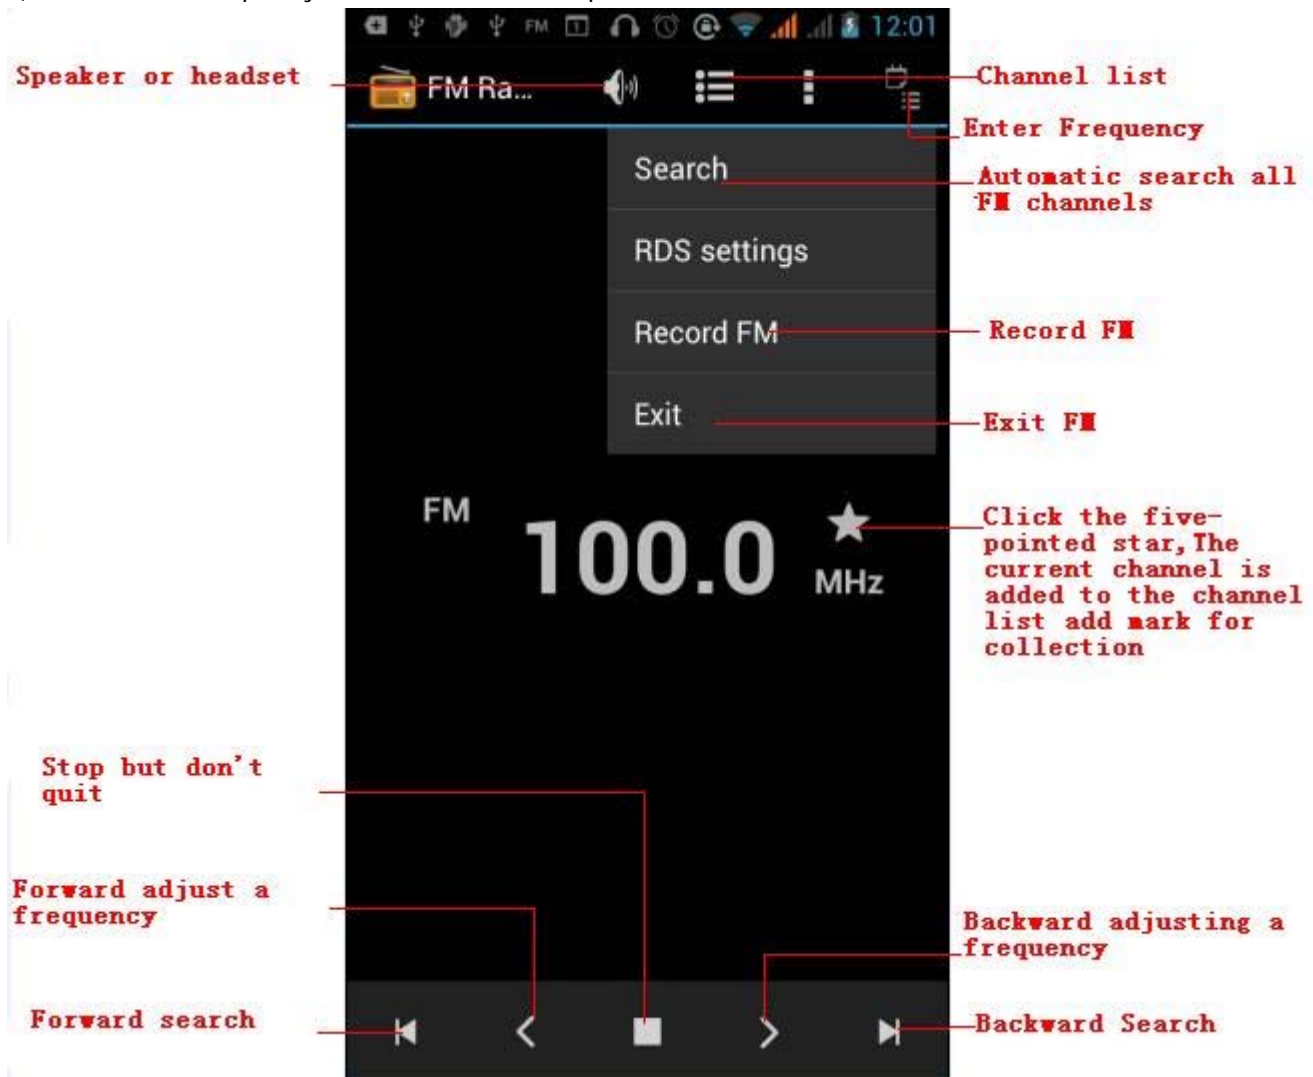 FM
1
12:01
Speaker or headset
FM Ra...
Channel list
Enter Frequency
Search
Automatic search all
FM channels
RDS settings
Record FM
Record FM
Exit
Exit FM
FM
100.0
MHz
Click the five-
pointed star,The
current channel is
added to the channel
list add mark for
collection
Stop but don't
quit
Forward adjust a
frequency
Backward adjusting a
frequency
Forward search
Backward Search